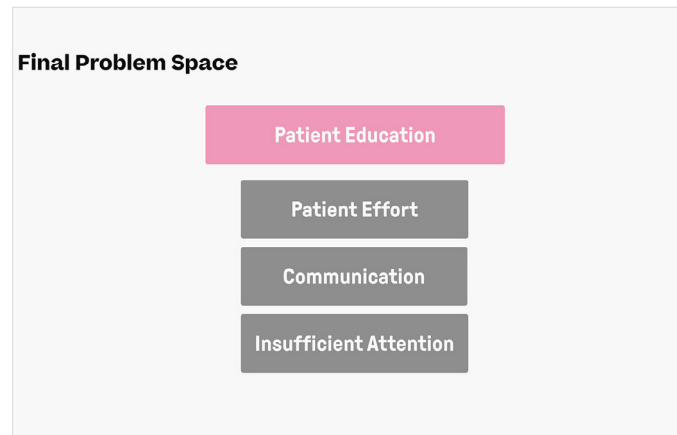 Final Problem Space
Patient Education
Patient Effort
Communication
Insufficient Attention